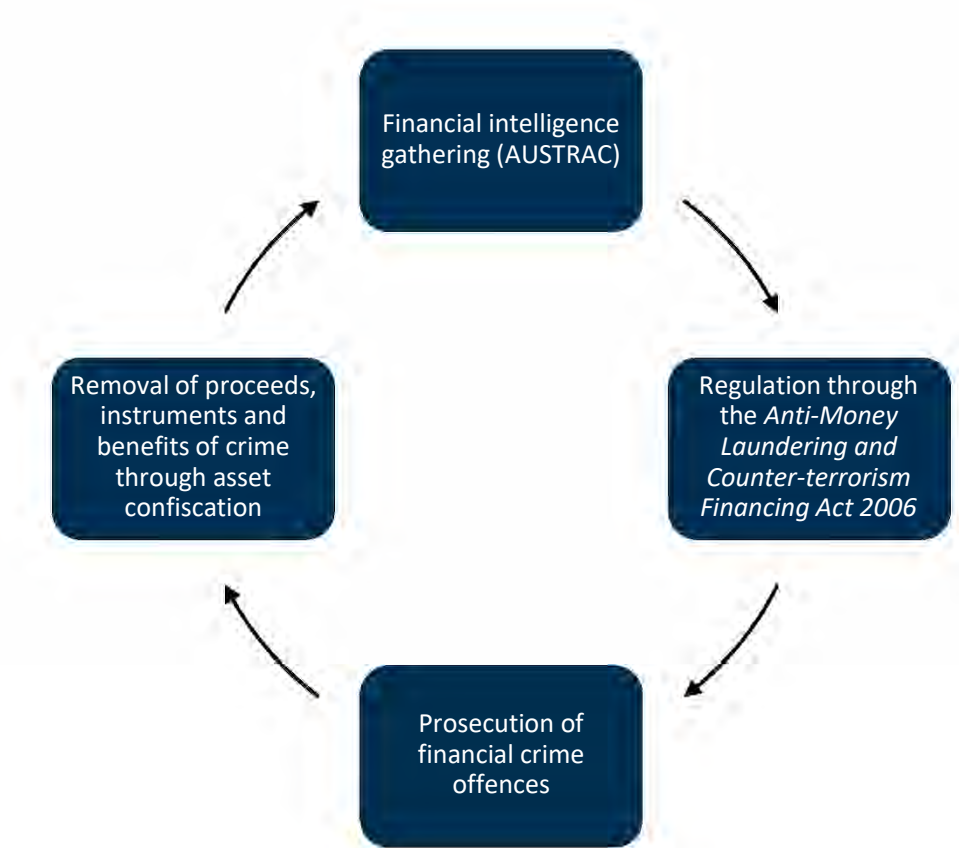 Financial intelligence
gathering (AUSTRAC)
Regulation through
the Anti-Money
Laundering and
Counter-terrorism
Financing Act 2006
Prosecution of
financial crime
offences
Removal of proceeds,
instruments and
benefits of crime
through asset
confiscation